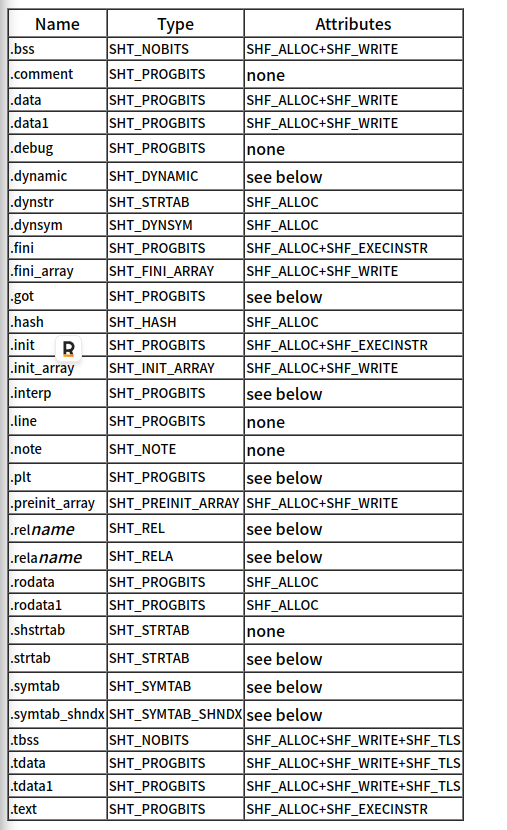 Name Type Attributes
.bss SHT_NOBITS SHF_ALLOC+SHF_WRITE
.comment SHT_PROGBITS none
.data SHT_PROGBITS SHF_ALLOC+SHF_WRITE
.data1 SHT_PROGBITS SHF_ALLOC+SHF_WRITE
.debug SHT_PROGBITS none
.dynamic SHT_DYNAMIC see below
.dynstr SHT_STRTAB SHF_ALLOC
.dynsym SHT_DYNSYM SHF_ALLOC
.fini SHT_PROGBITS SHF_ALLOC+SHF_EXECINSTR
.fini_array SHT_FINI_ARRAY SHF_ALLOC+SHF_WRITE
.got SHT_PROGBITS see below
.hash SHT_HASH SHF_ALLOC
.init SHT_PROGBITS SHF_ALLOC+SHF_EXECINSTR
R
.init_array SHT_INIT_ARRAY SHF_ALLOC+SHF_WRITE
.interp SHT_PROGBITS see below
.line SHT_PROGBITS none
.note SHT_NOTE none
.plt SHT_PROGBITS see below
.preinit_array SHT_PREINIT_ARRAY SHF_ALLOC+SHF_WRITE
.relname SHT_REL see below
.relaname SHT_RELA see below
.rodata SHT_PROGBITS SHF_ALLOC
.rodata1 SHT_PROGBITS SHF_ALLOC
.shstrtab SHT_STRTAB none
.strtab SHT_STRTAB see below
.symtab SHT_SYMTAB see below
.symtab_shndx SHT_SYMTAB_SHNDX see below
.tbss SHT_NOBITS SHF_ALLOC+SHF_WRITE+SHF_TLS
.tdata SHT_PROGBITS SHF_ALLOC+SHF_WRITE+SHF_TLS
.tdata1 SHT_PROGBITS SHF_ALLOC+SHF_WRITE+SHF_TLS
.text SHT_PROGBITS SHF_ALLOC+SHF_EXECINSTR